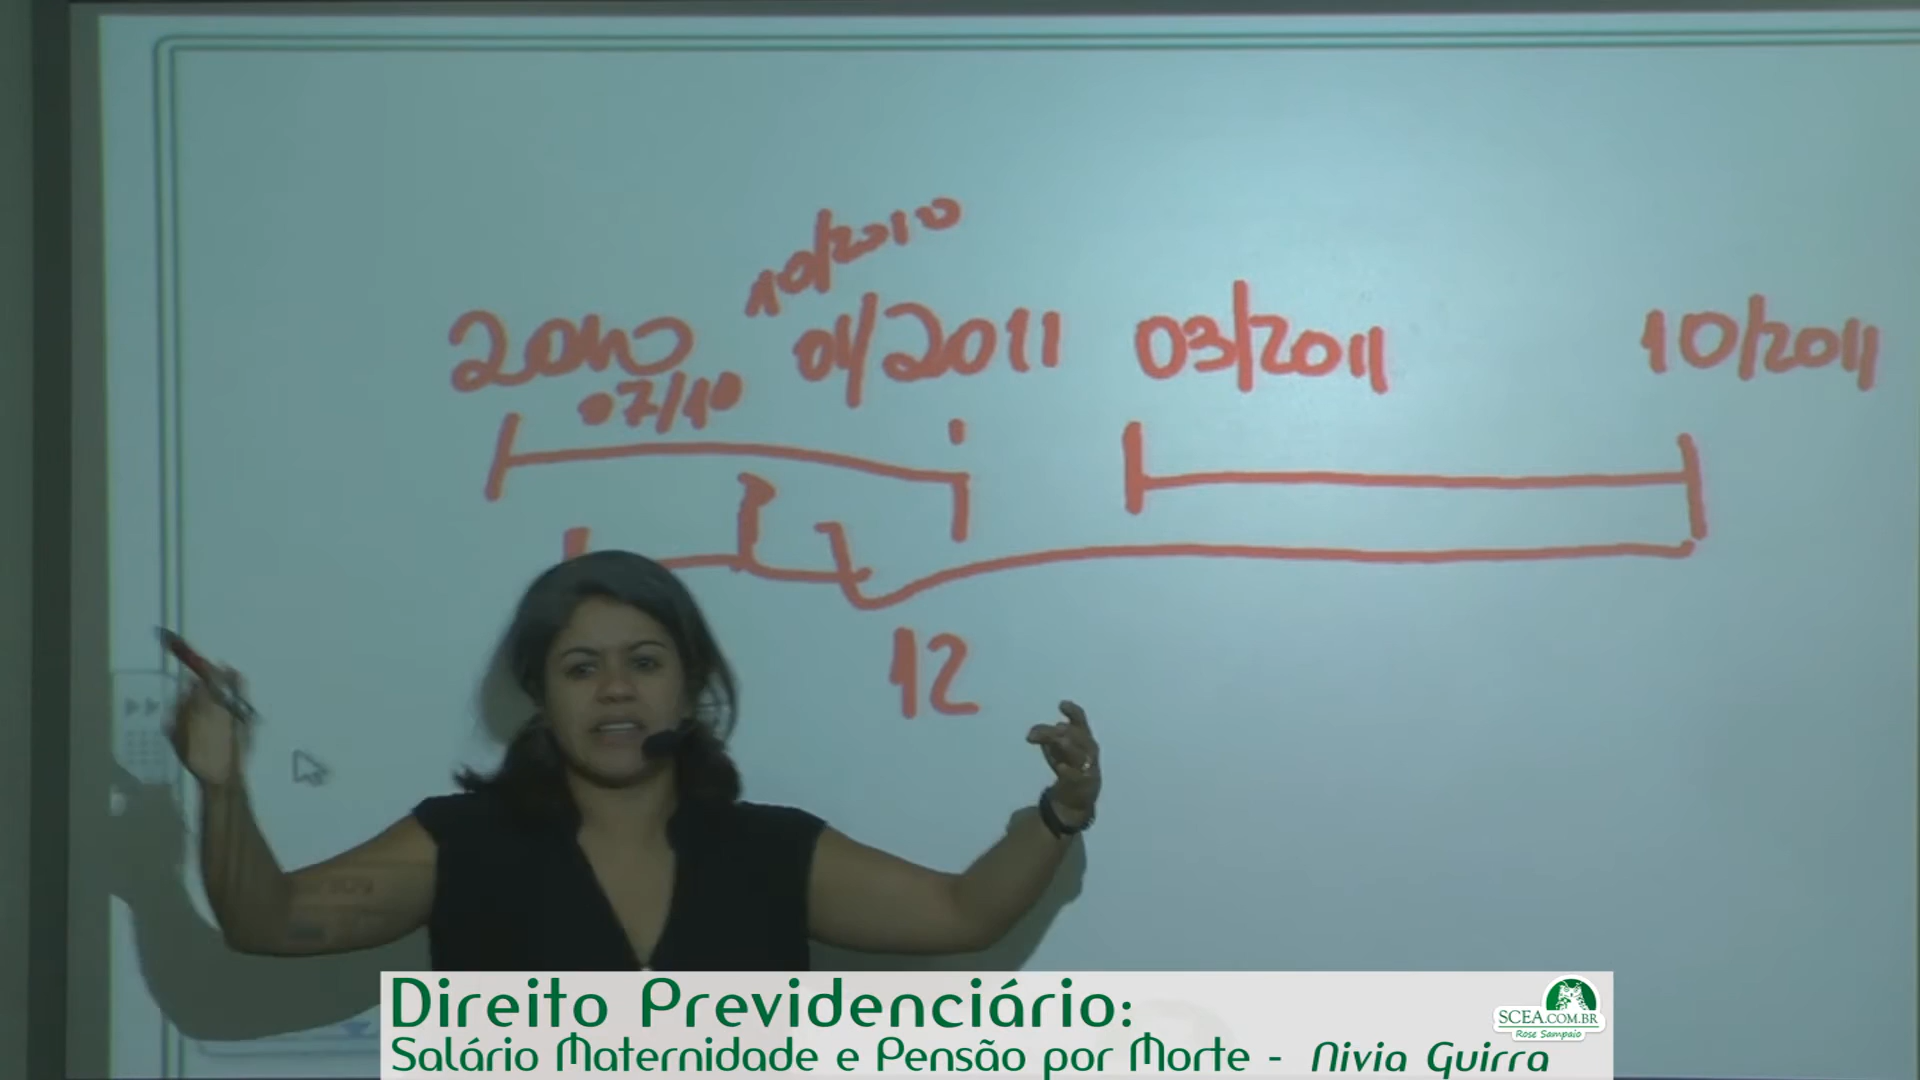 10/2010
2010
01/2011
03/2011
10/2011
07/10
12
Direito Previdenciário:
Salário Maternidade e Pensão por Morte - Nivia Guirra
SCEA.COM.BR
Rose Sampaio